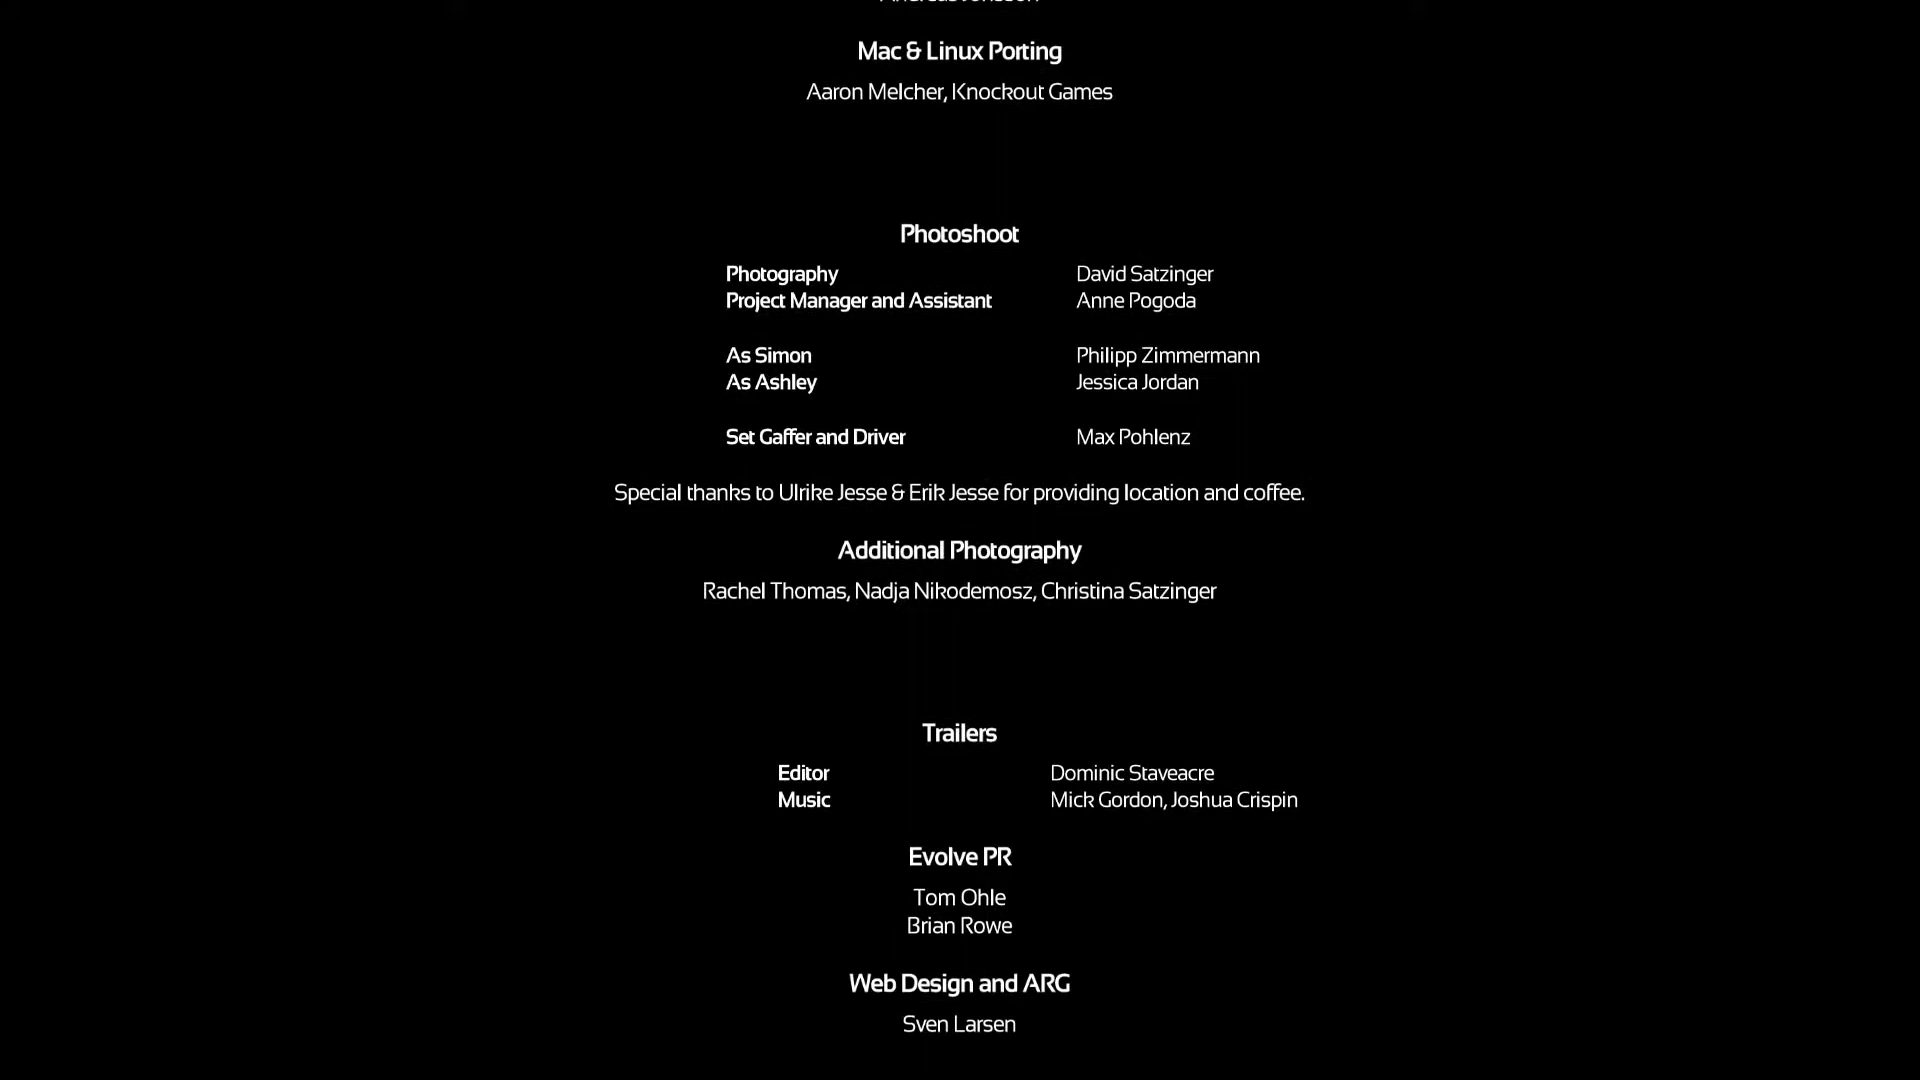 Mac & Linux Porting
Aaron Melcher, Knockout Games
Photoshoot
Photography David Satzinger
Project Manager and Assistant Anne Pogoda
As Simon Philipp Zimmermann
As Ashley Jessica Jordan
Set Gaffer and Driver Max Pohlenz
Special thanks to Ulrike Jesse & Erik Jesse for providing location and coffee.
Additional Photography
Rachel Thomas, Nadja Nikodemosz, Christina Satzinger
Trailers
Editor Dominic Staveacre
Music Mick Gordon, Joshua Crispin
Evolve PR
Tom Ohle
Brian Rowe
Web Design and ARG
Sven Larsen